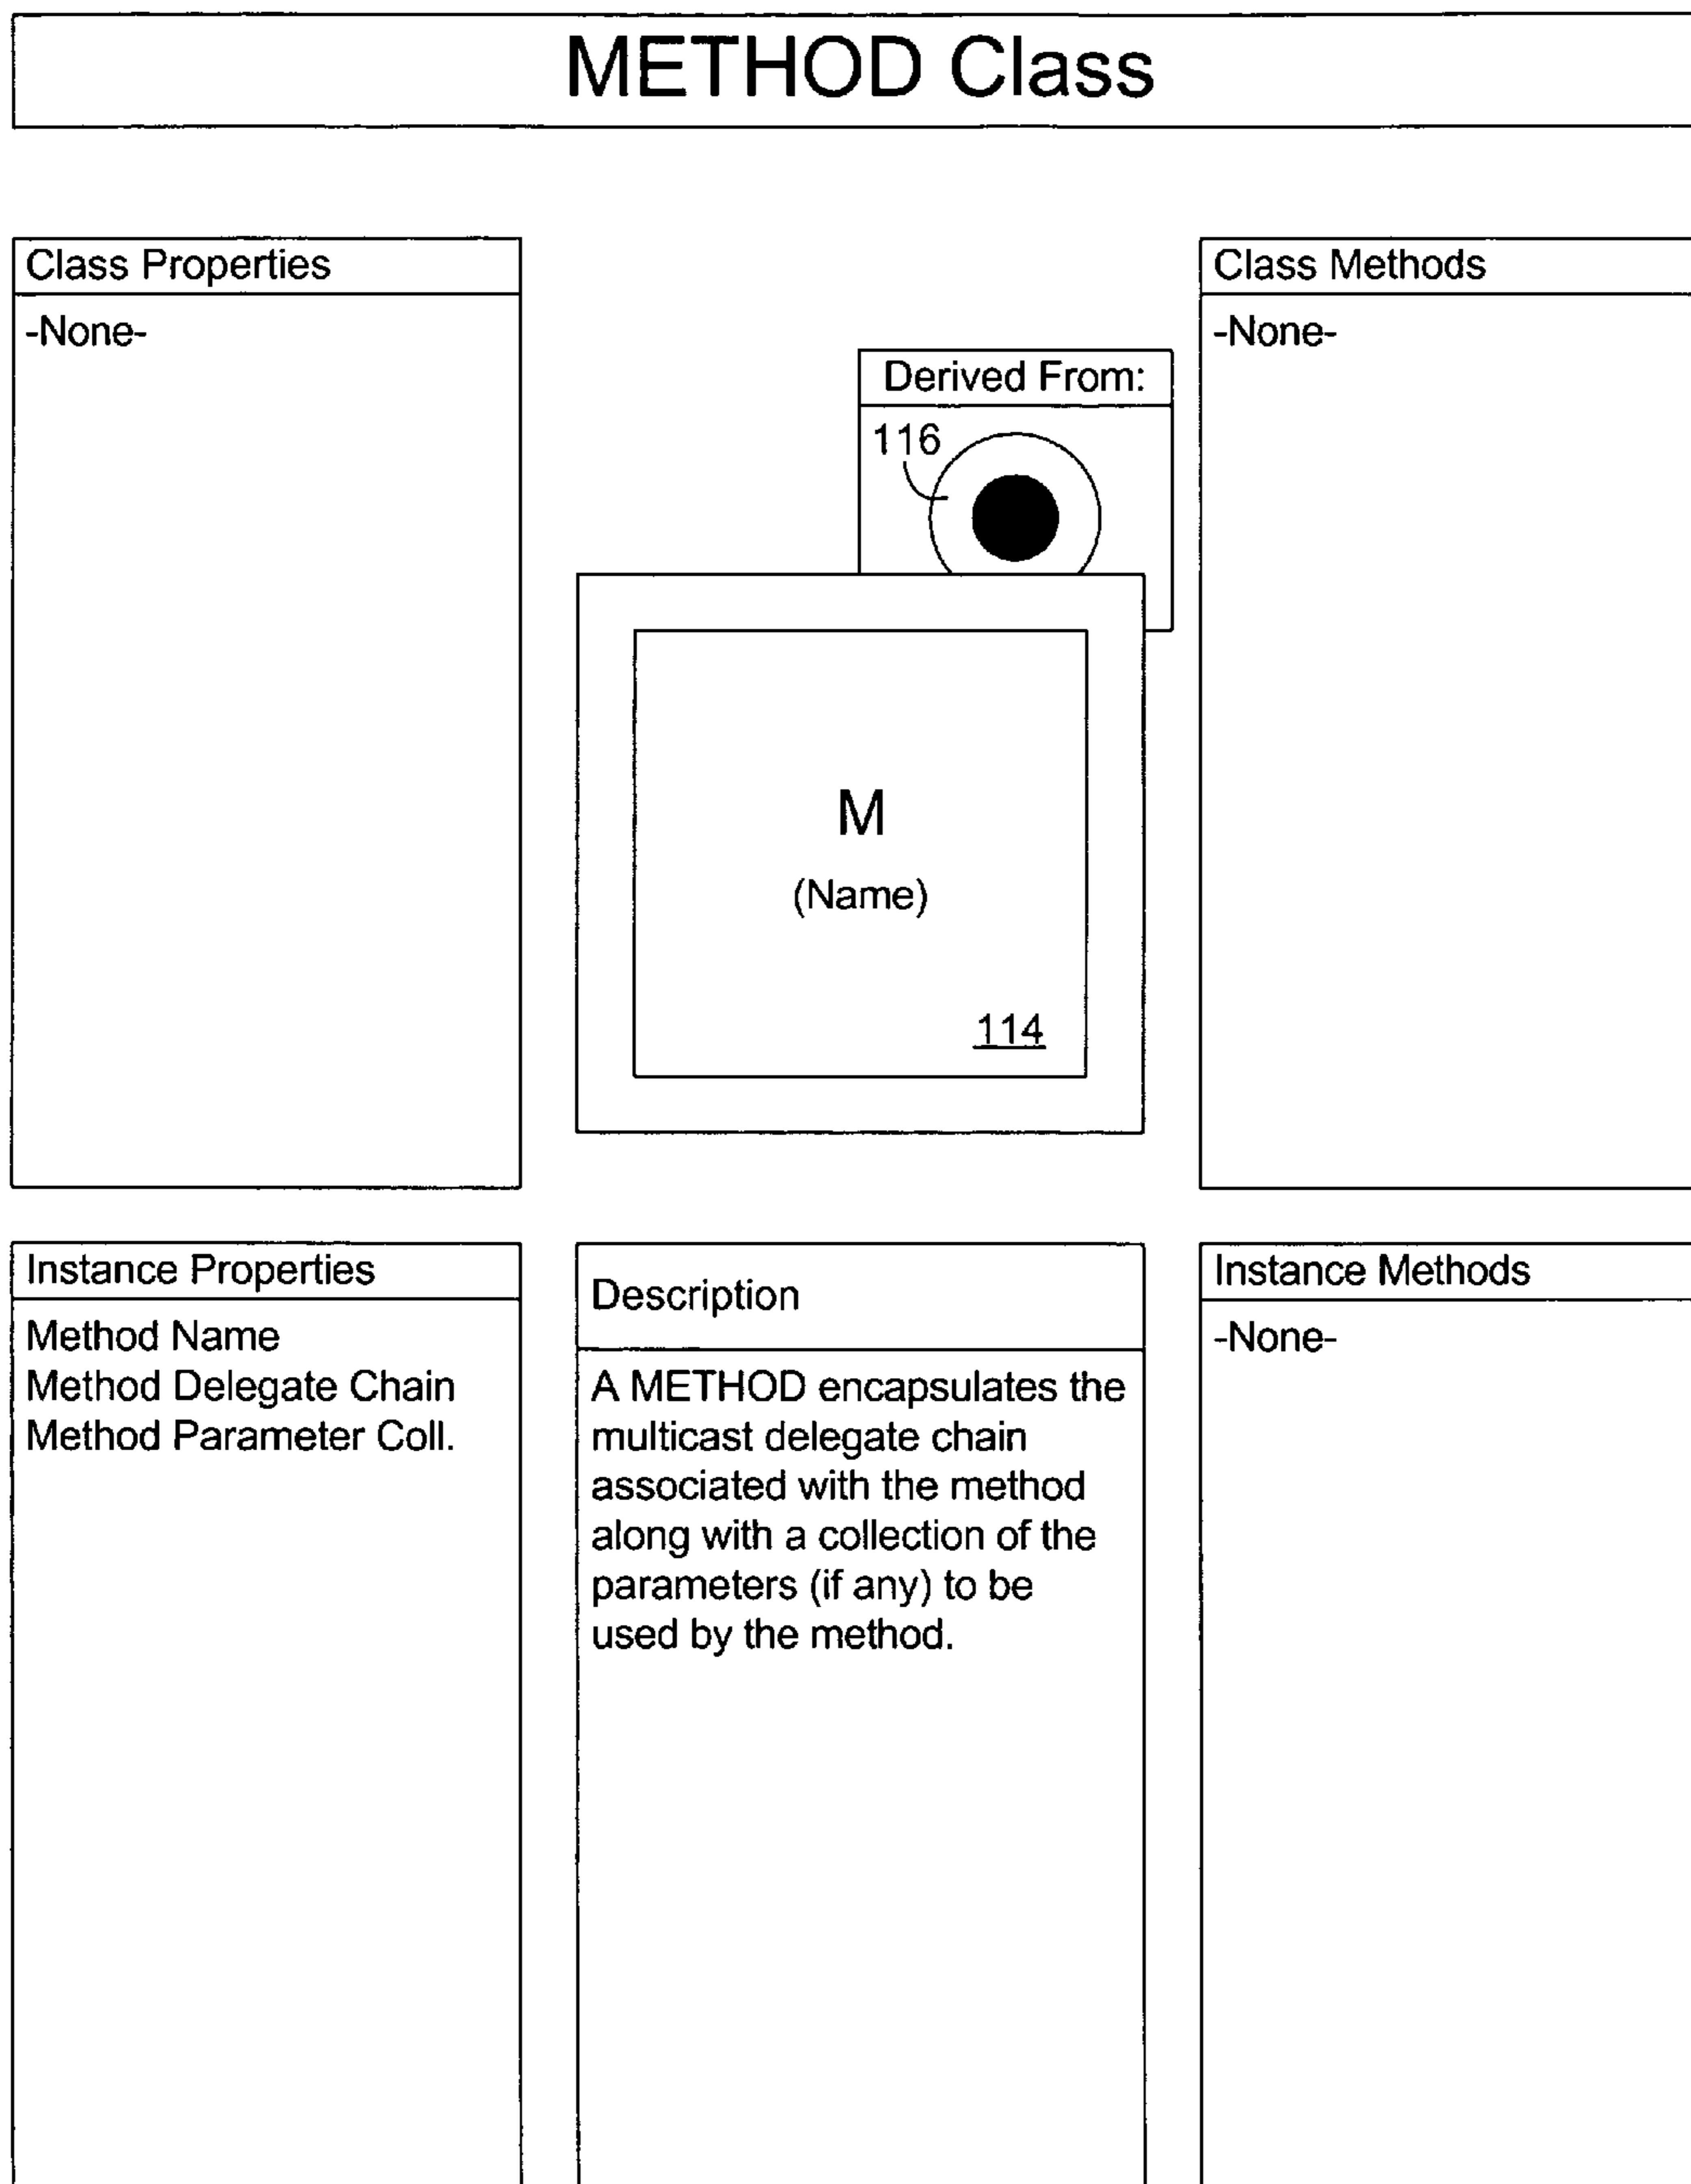 METHOD Class
Class Properties
-None-
Derived From:
116
M
(Name)
114
Class Methods
-None-
Instance Properties
Method Name
Method Delegate Chain
Method Parameter Coll.
Description
A METHOD encapsulates the
multicast delegate chain
associated with the method
along with a collection of the
parameters (if any) to be
used by the method.
Instance Methods
-None-